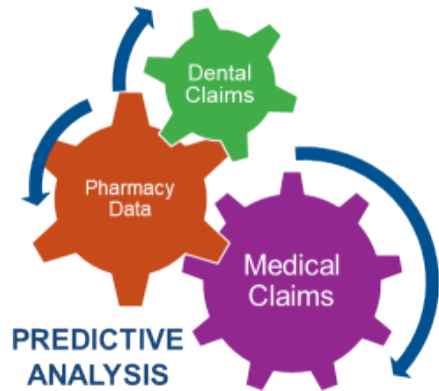 Dental
Claims
Pharmacy
Data
Medical
Claims
PREDICTIVE
ANALYSIS